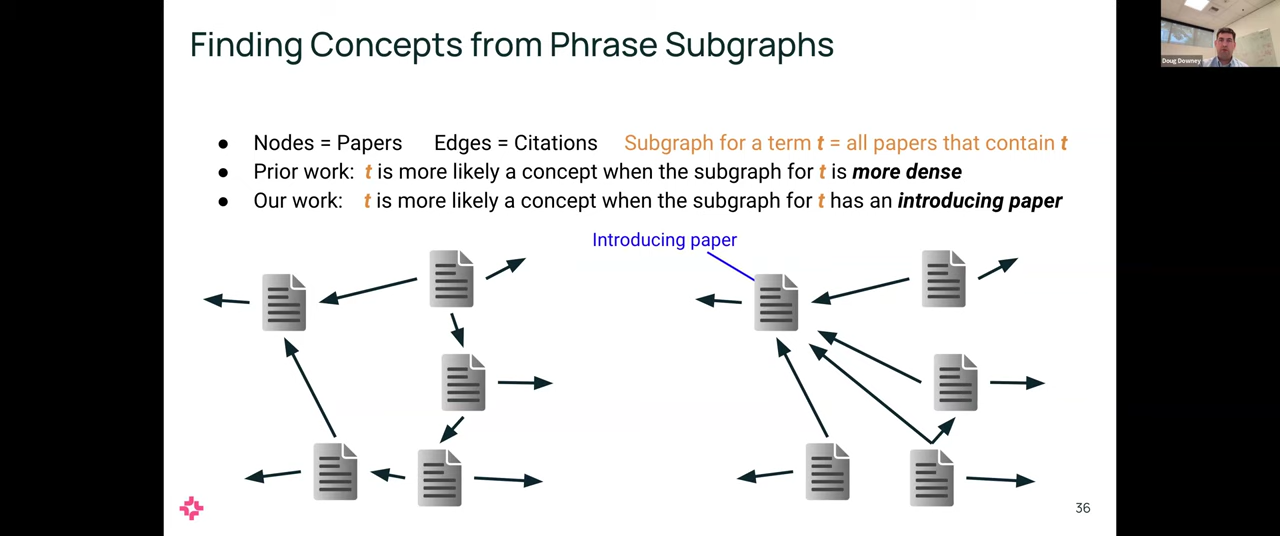 Finding Concepts from Phrase Subgraphs
Doug Downey
● Nodes = Papers Edges = Citations Subgraph for a term t = all papers that contain t
● Prior work: t is more likely a concept when the subgraph for t is more dense
● Our work: t is more likely a concept when the subgraph for t has an introducing paper
Introducing paper
36